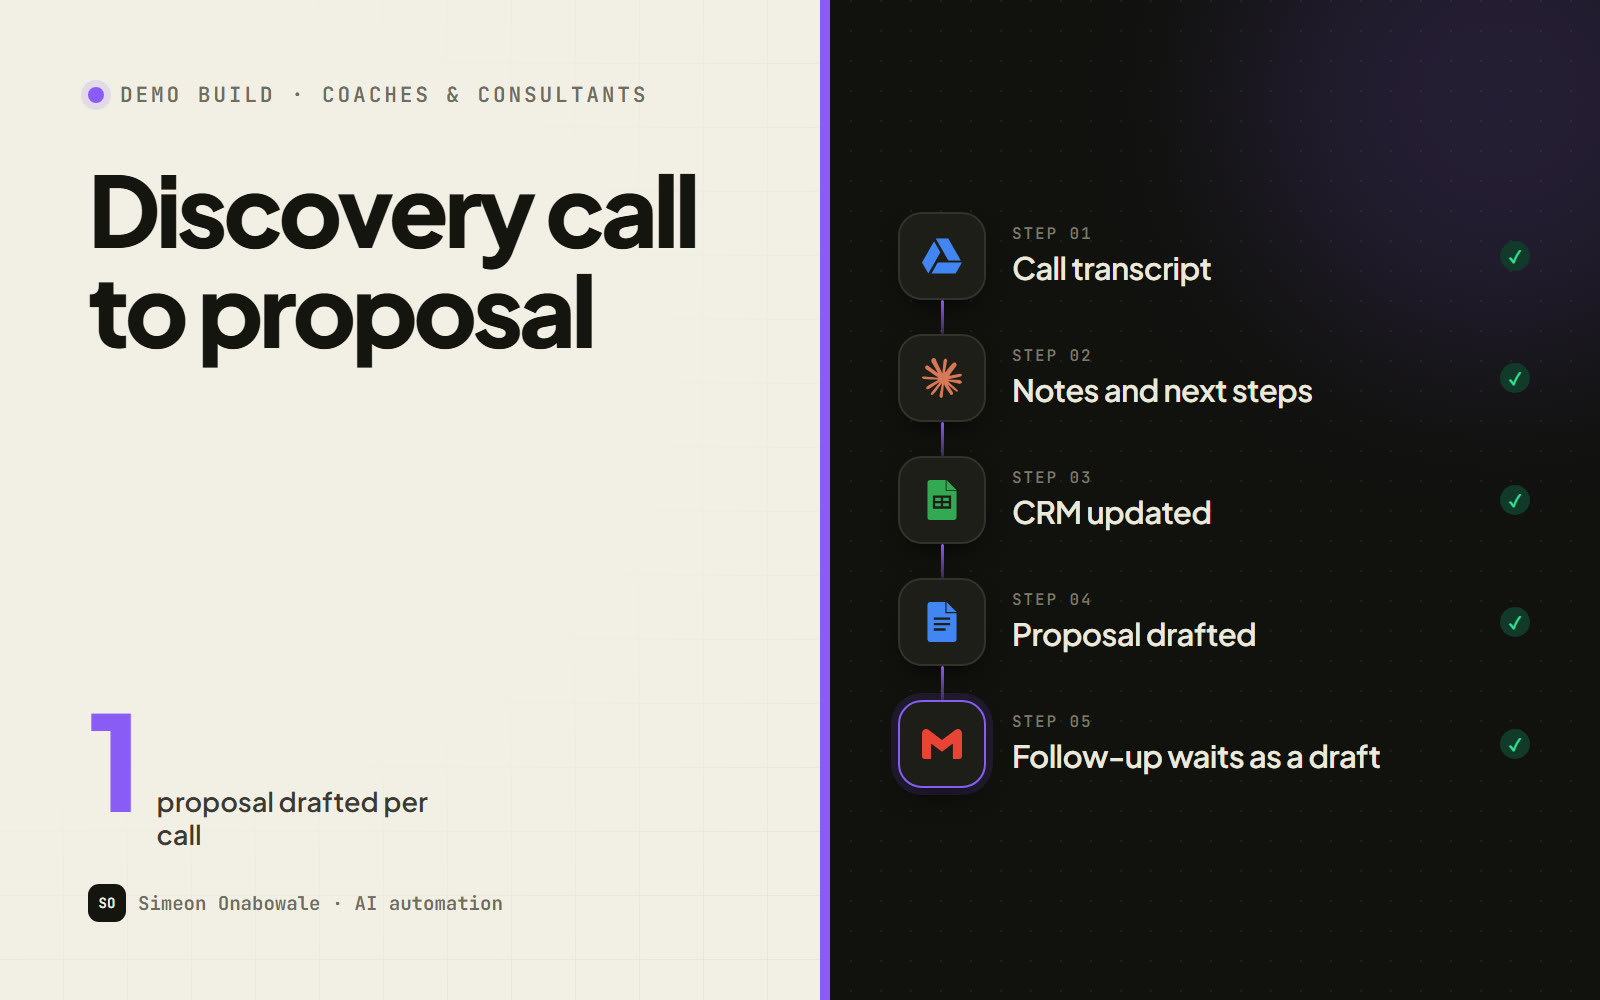 DEMO BUILD · COACHES & CONSULTANTS
Discovery call
to proposal
1
proposal drafted per
call
SO
Simeon Onabowale · AI automation
STEP 01
Call transcript
STEP 02
Notes and next steps
STEP 03
CRM updated
STEP 04
Proposal drafted
STEP 05
Follow-up waits as a draft